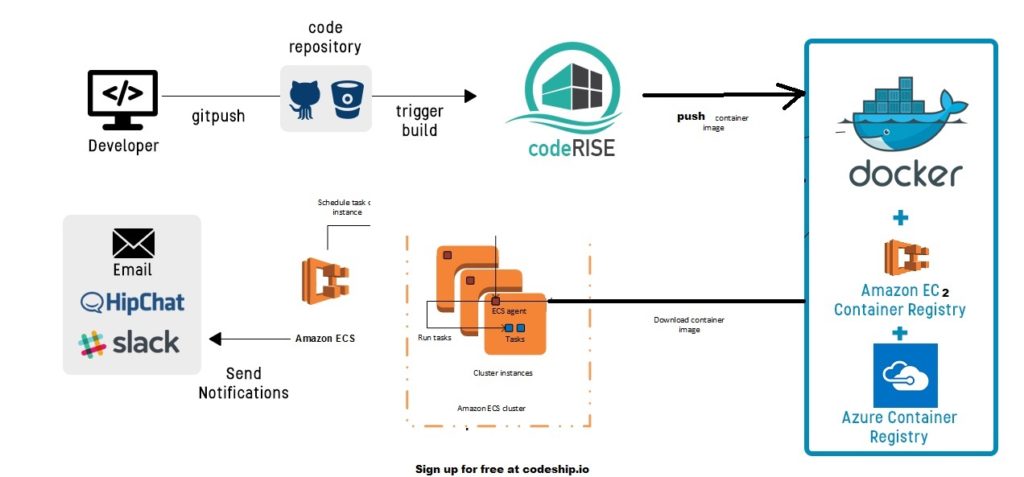 code
repository
</>
gitpush
trigger
build
Developer
codeRISE
push container
image
docker
+
Amazon EC2
Container Registry
+
Azure Container
Registry
Schedule task o
instance
Email
HipChat
slack
Amazon ECS
Send
Notifications
ECS agent
Run tasks
Tasks
Cluster instances
Amazon ECS cluster
Download container
image
Sign up for free at codeship.io